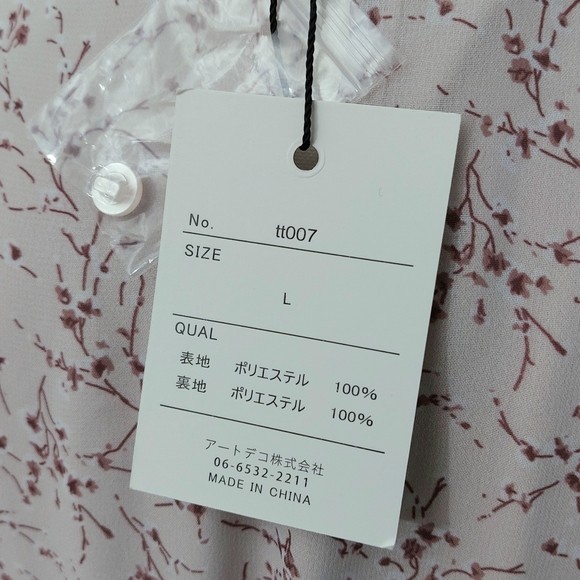 No. tt007
SIZE
L
QUAL
表地 ポリエステル 100%
裏地 ポリエステル 100%
アートデコ株式会社
06-6532-2211
MADE IN CHINA